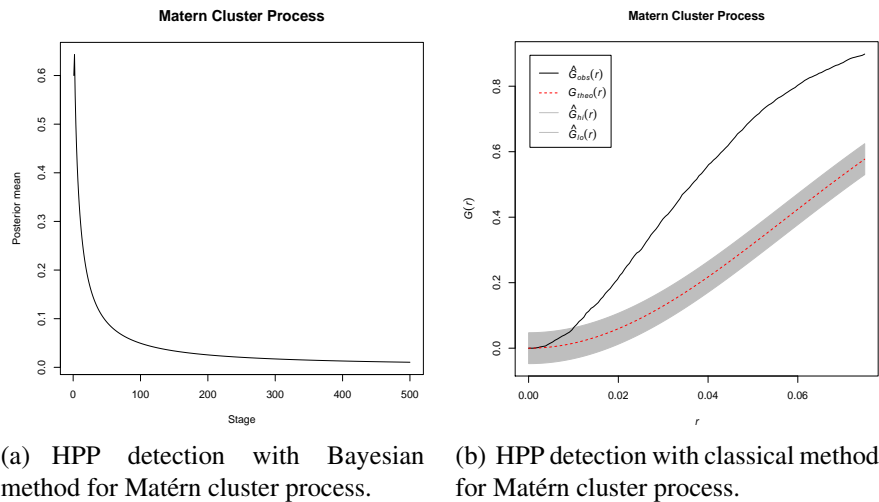 Matern Cluster Process
Posterior mean
0.0
0.1
0.2
0.3
0.4
0.5
0.6
0
100
200
300
400
500
Stage
Matern Cluster Process
G(r)
0.0
0.2
0.4
0.6
0.8
Ĝobs(r)
Gtheo(r)
Ĝhi(r)
Ĝlo(r)
0.00
0.02
0.04
0.06
r
(a) HPP detection with Bayesian
method for Matérn cluster process.
(b) HPP detection with classical method
for Matérn cluster process.